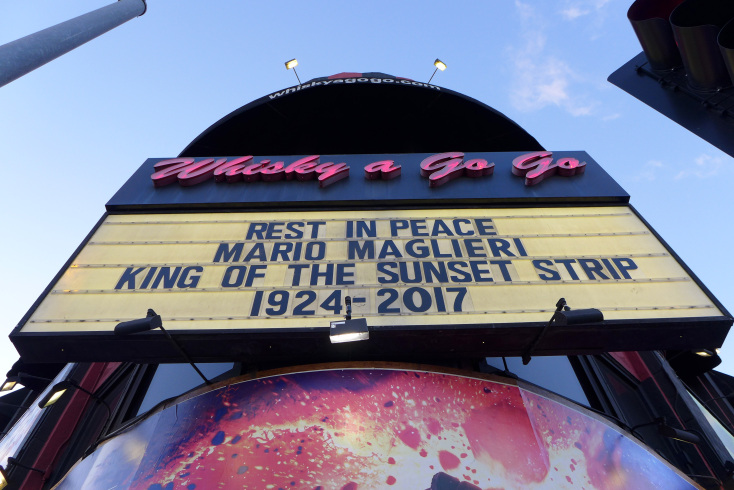 whiskyagogo.com
Whisky a Go Go
REST IN PEACE
MARIO MAGLIERI
KING OF THE SUNSET STRIP
1924-2017